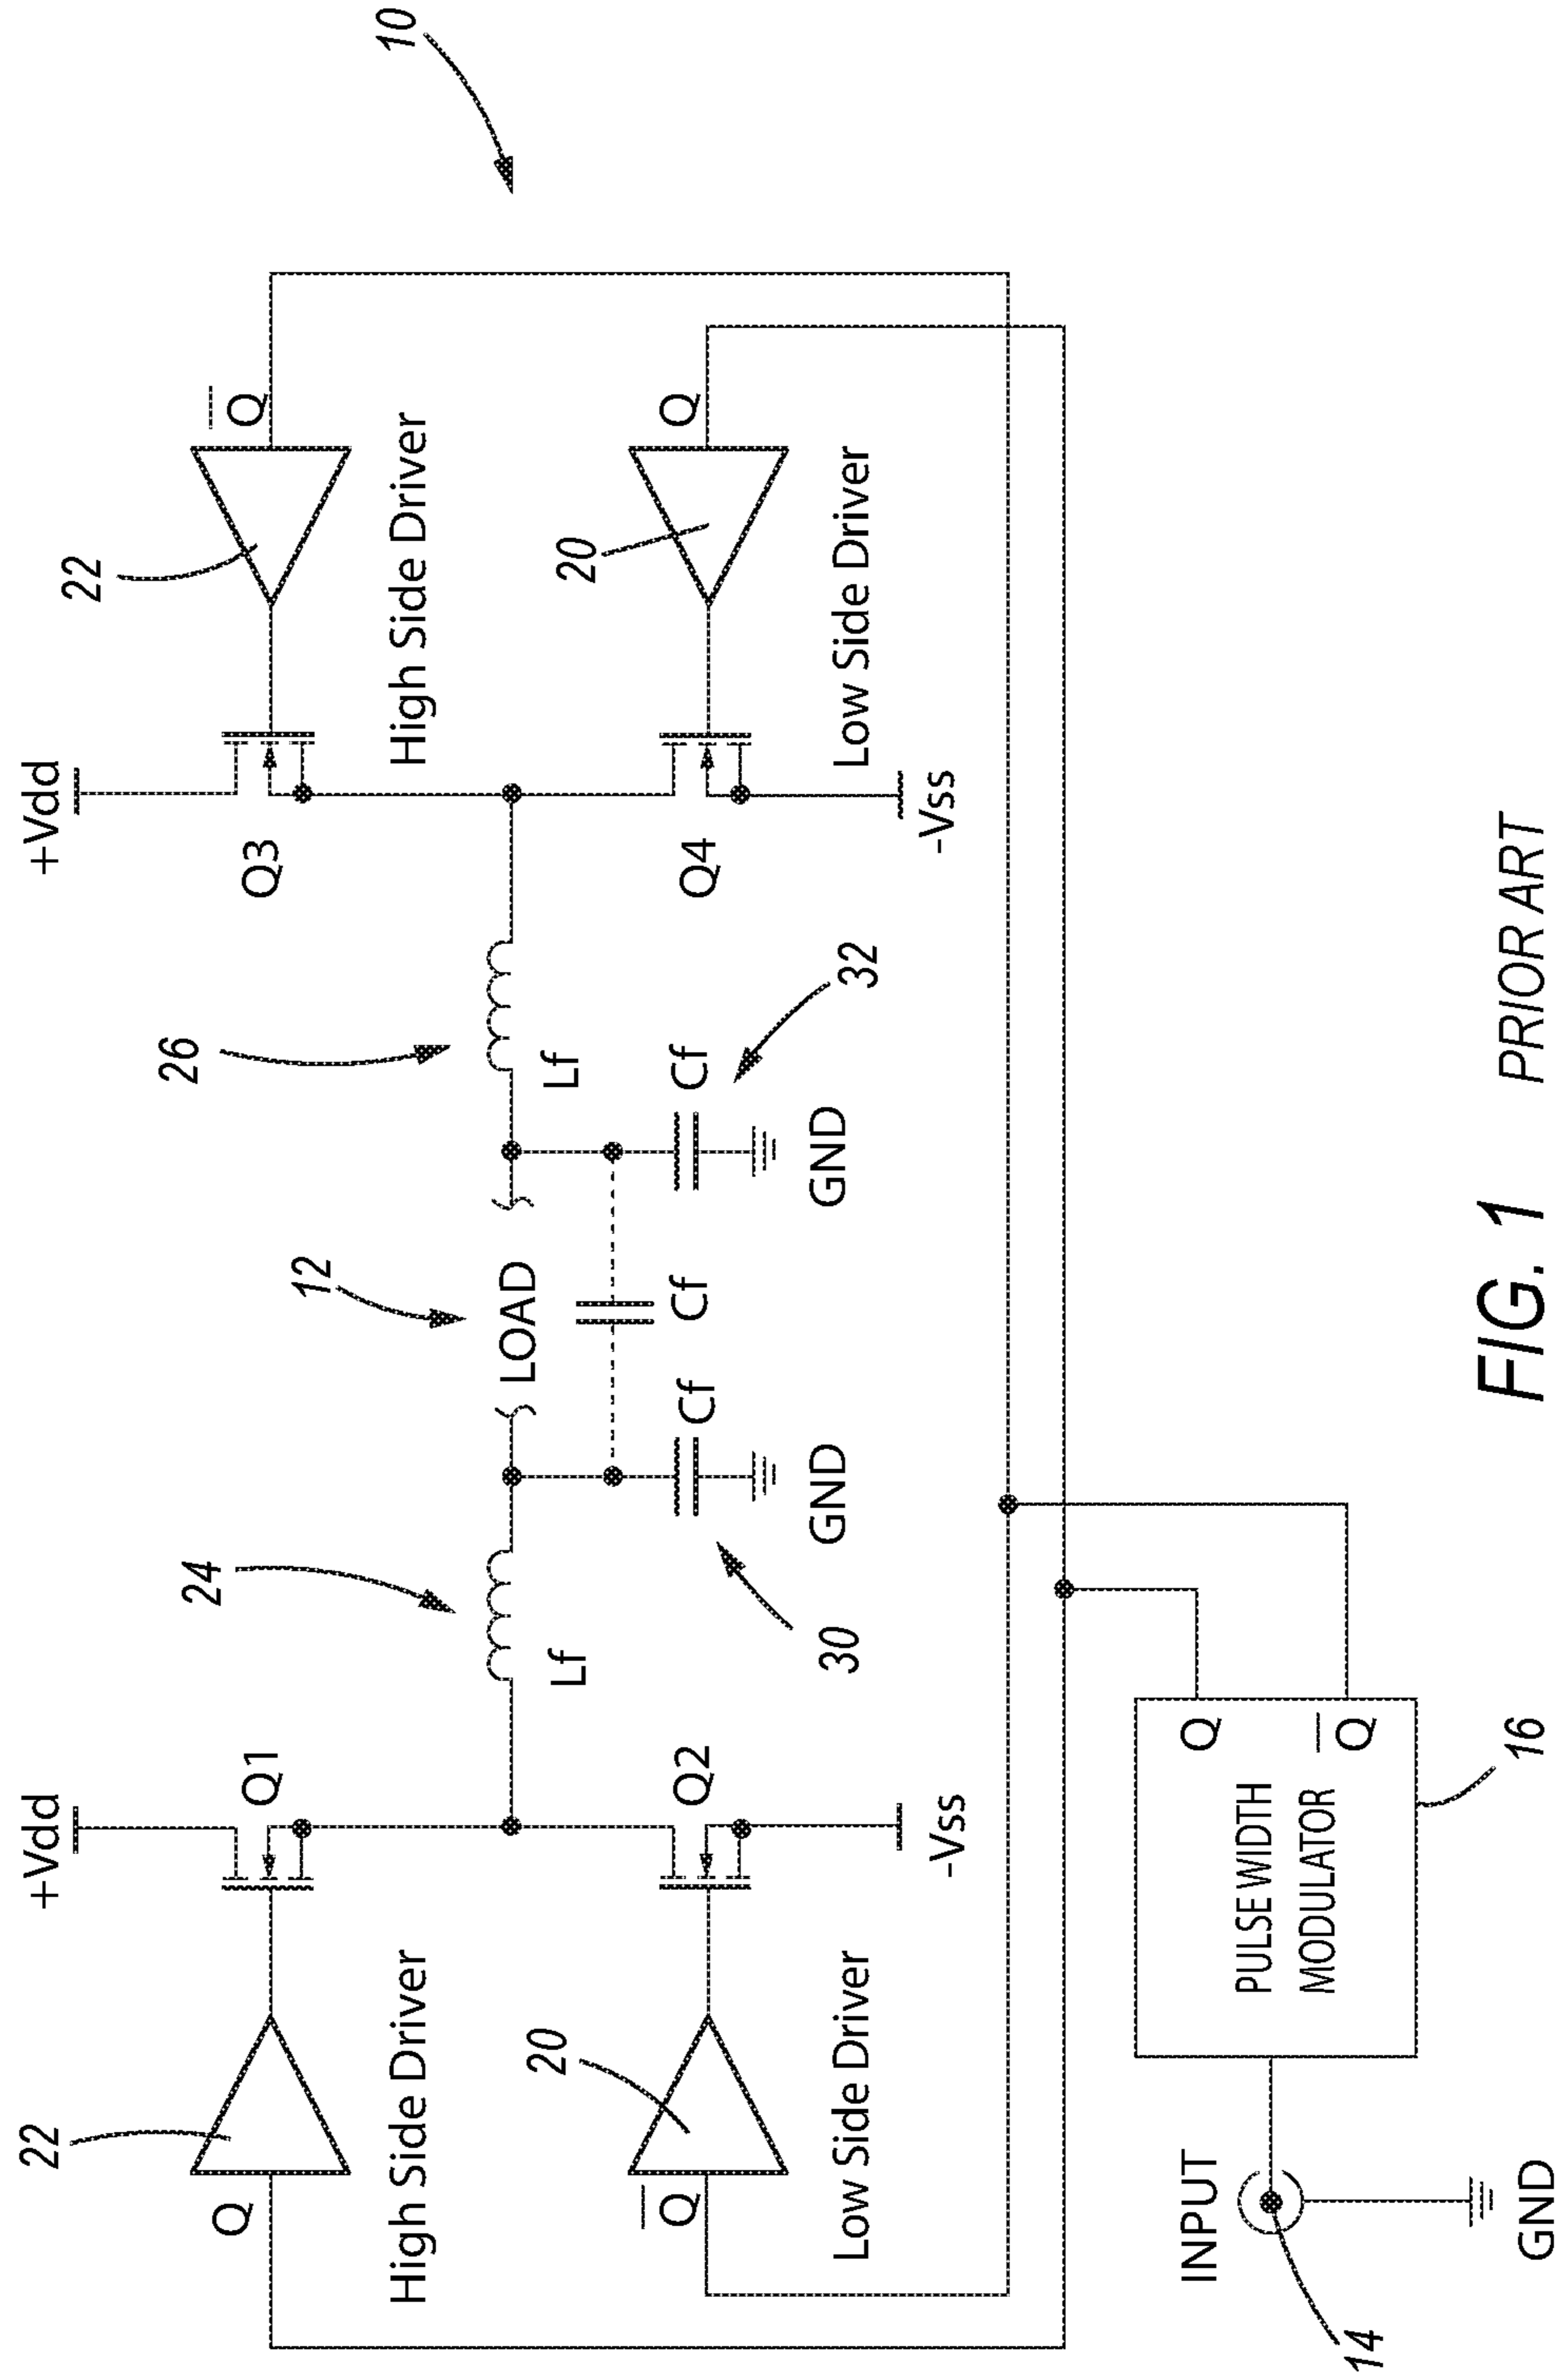 10
+Vdd
+Vdd
22
22
Q
Q1
Q3
Q̅
High Side Driver
High Side Driver
24
12
26
Lf
LOAD
Lf
20
20
Q̅
Q2
Cf
Cf
Cf
Q4
Q
30
GND
GND
32
Low Side Driver
Low Side Driver
-Vss
-Vss
INPUT
PULSE WIDTH
MODULATOR
Q
Q̅
14
GND
16
FIG. 1
PRIOR ART